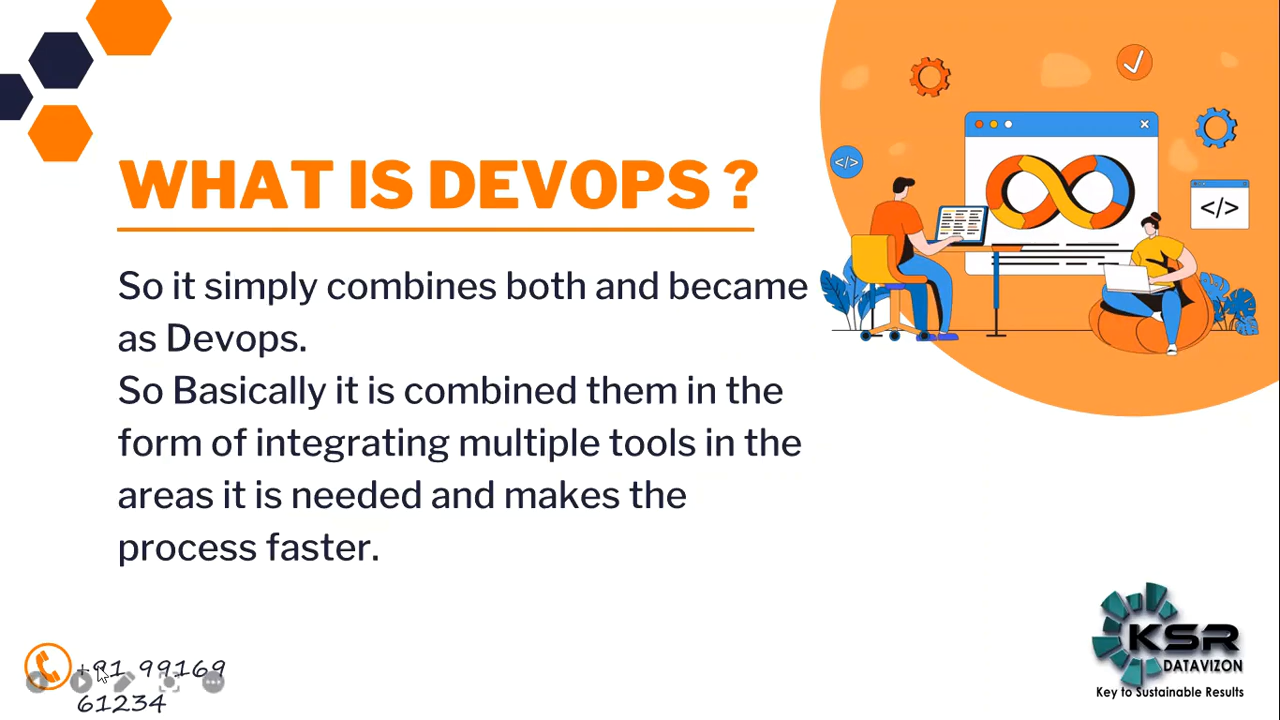 WHAT IS DEVOPS ?
So it simply combines both and became
as Devops.
So Basically it is combined them in the
form of integrating multiple tools in the
areas it is needed and makes the
process faster.
</>
</>
99169
61234
KSR
DATAVIZON
Key to Sustainable Results